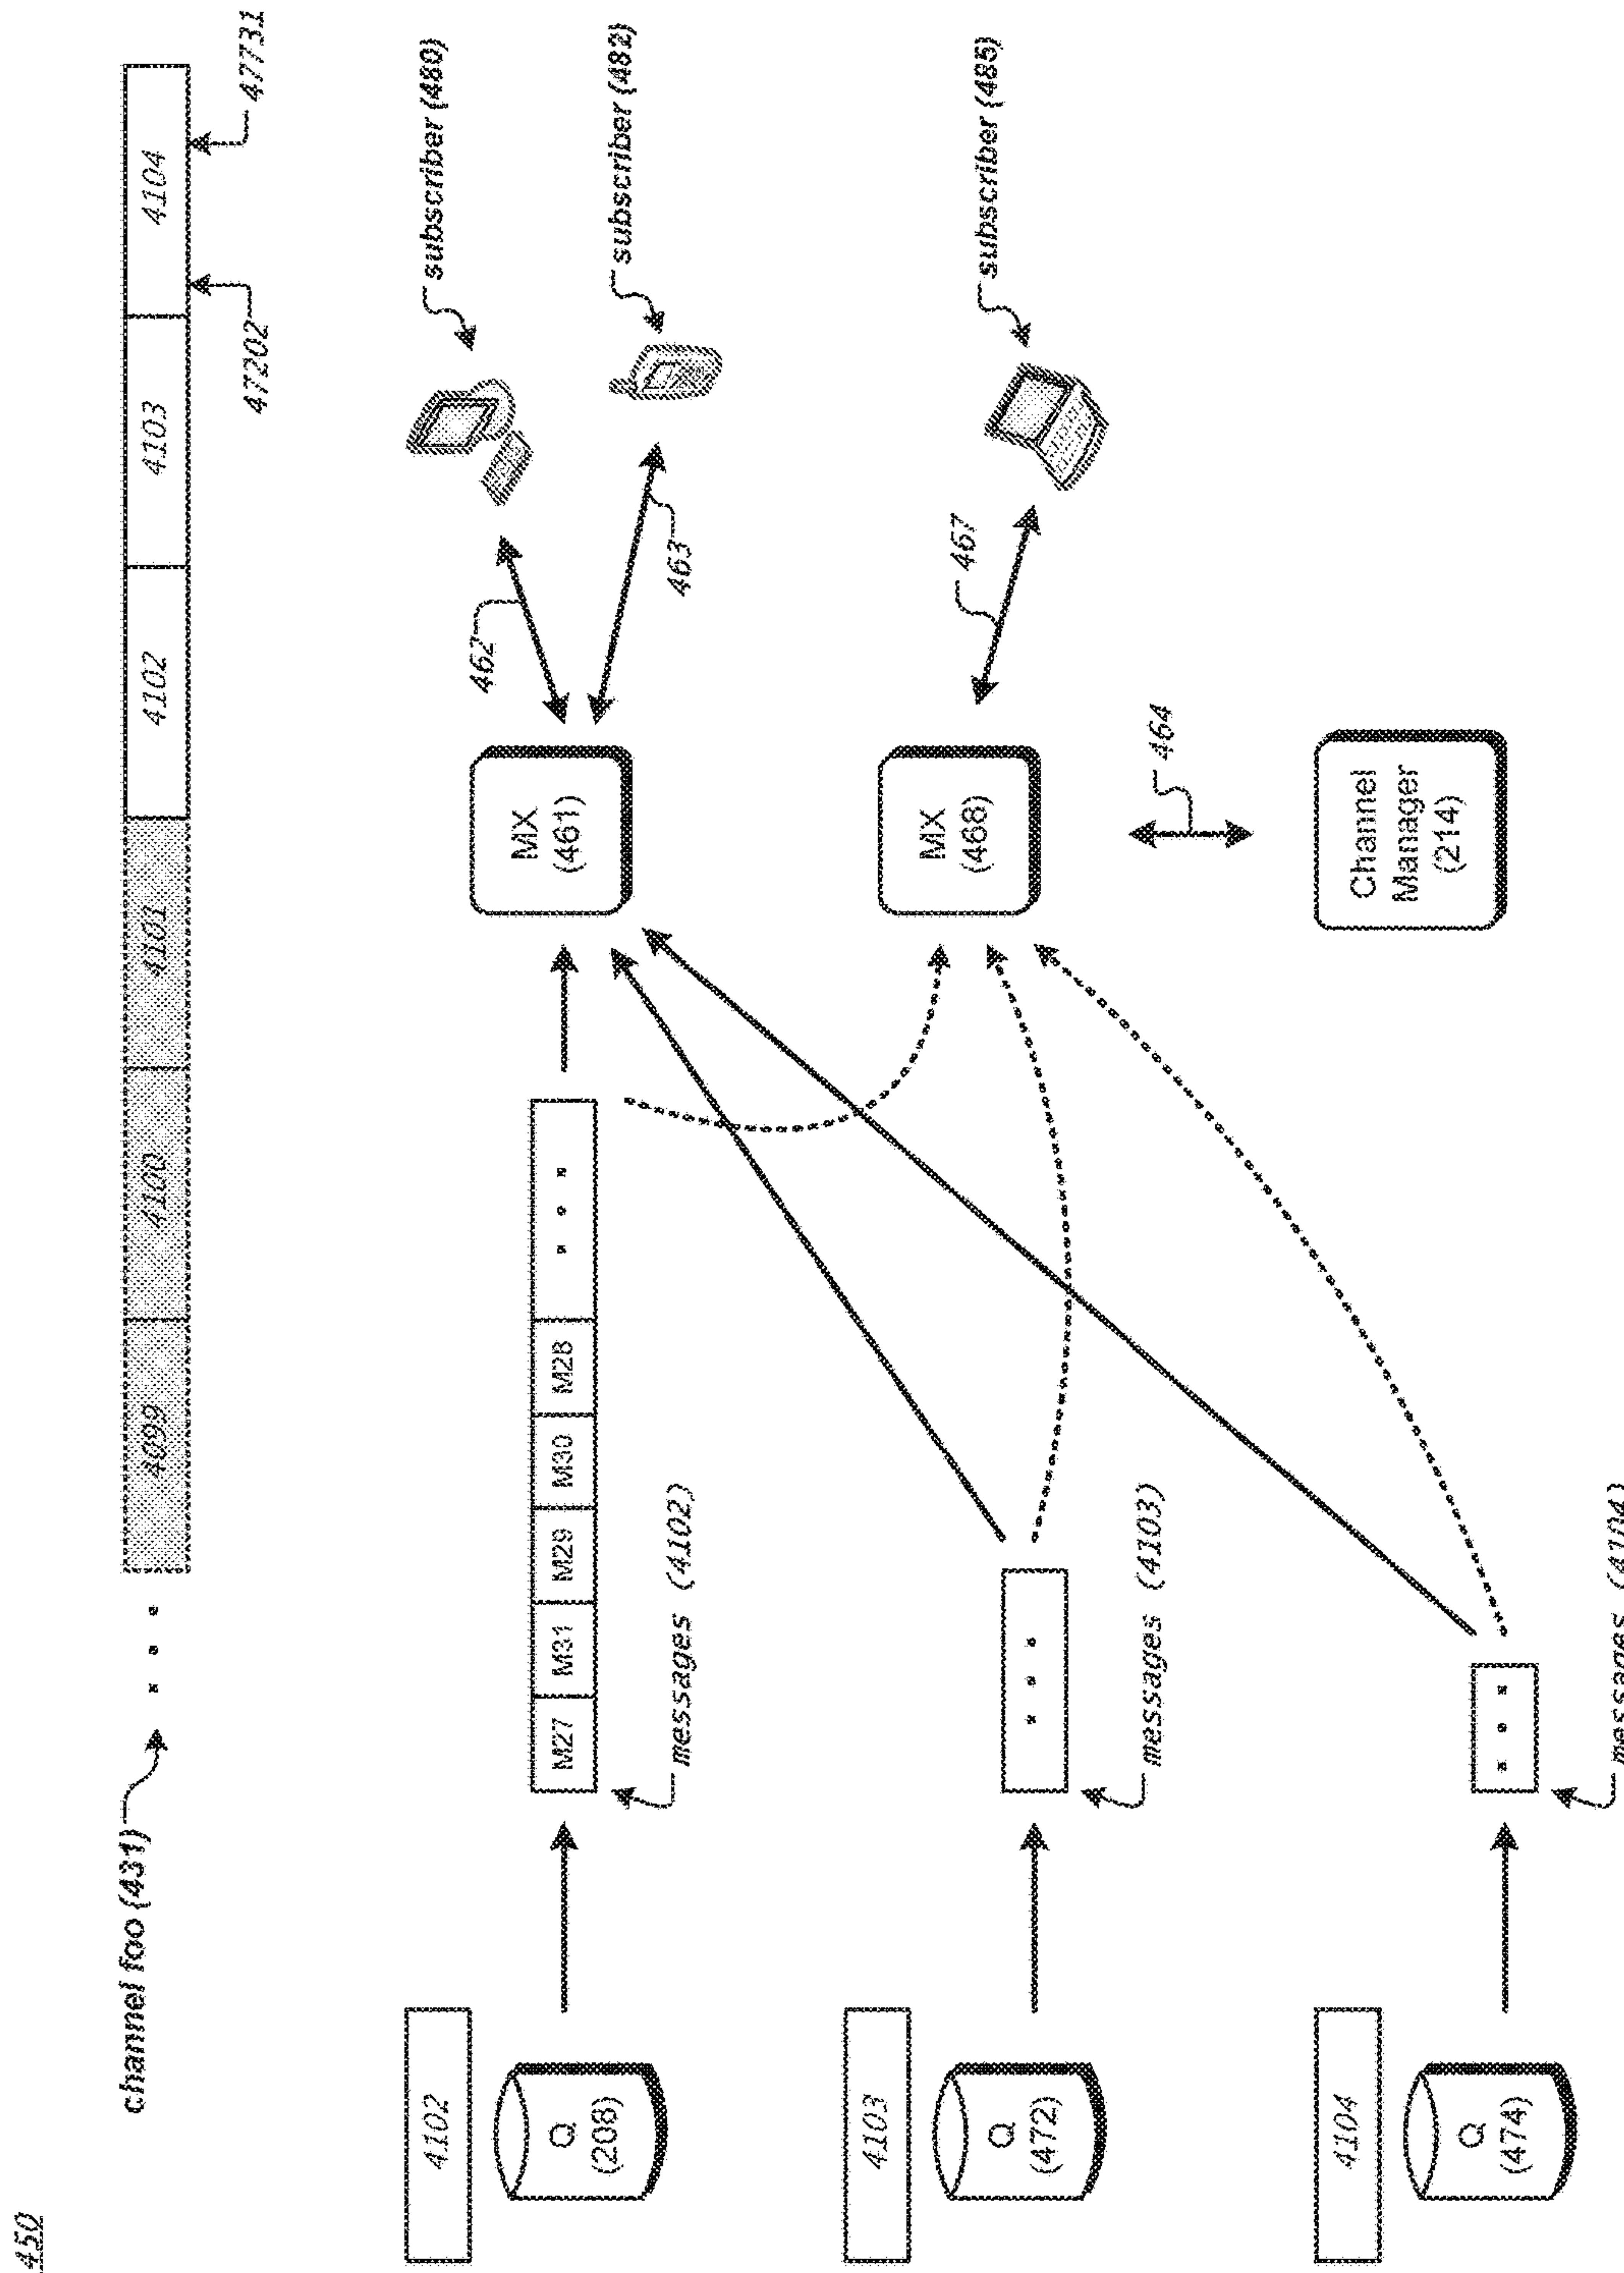 450
channel foo (431)
4099
4100
4101
4102
4103
4104
47202
47731
4102
Q
(208)
M27
M31
M29
M30
M28
messages (4102)
MX
(461)
462
463
subscriber (480)
subscriber (482)
4103
Q
(472)
messages (4103)
MX
(468)
467
subscriber (485)
464
4104
Q
(474)
messages (4104)
Channel
Manager
(214)